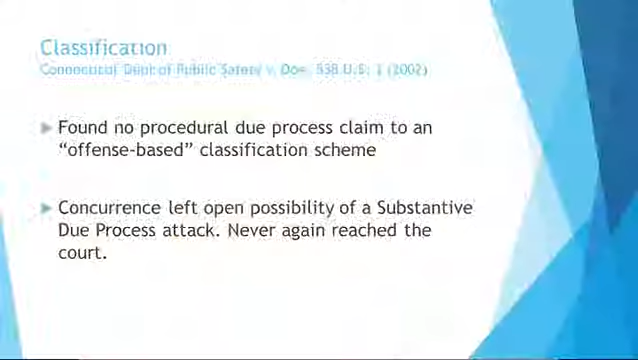 Classification
Connecticut Dept of Public Safety v. Doe, 538 U.S. 1 (2002)
Found no procedural due process claim to an
“offense-based” classification scheme
Concurrence left open possibility of a Substantive
Due Process attack. Never again reached the
court.